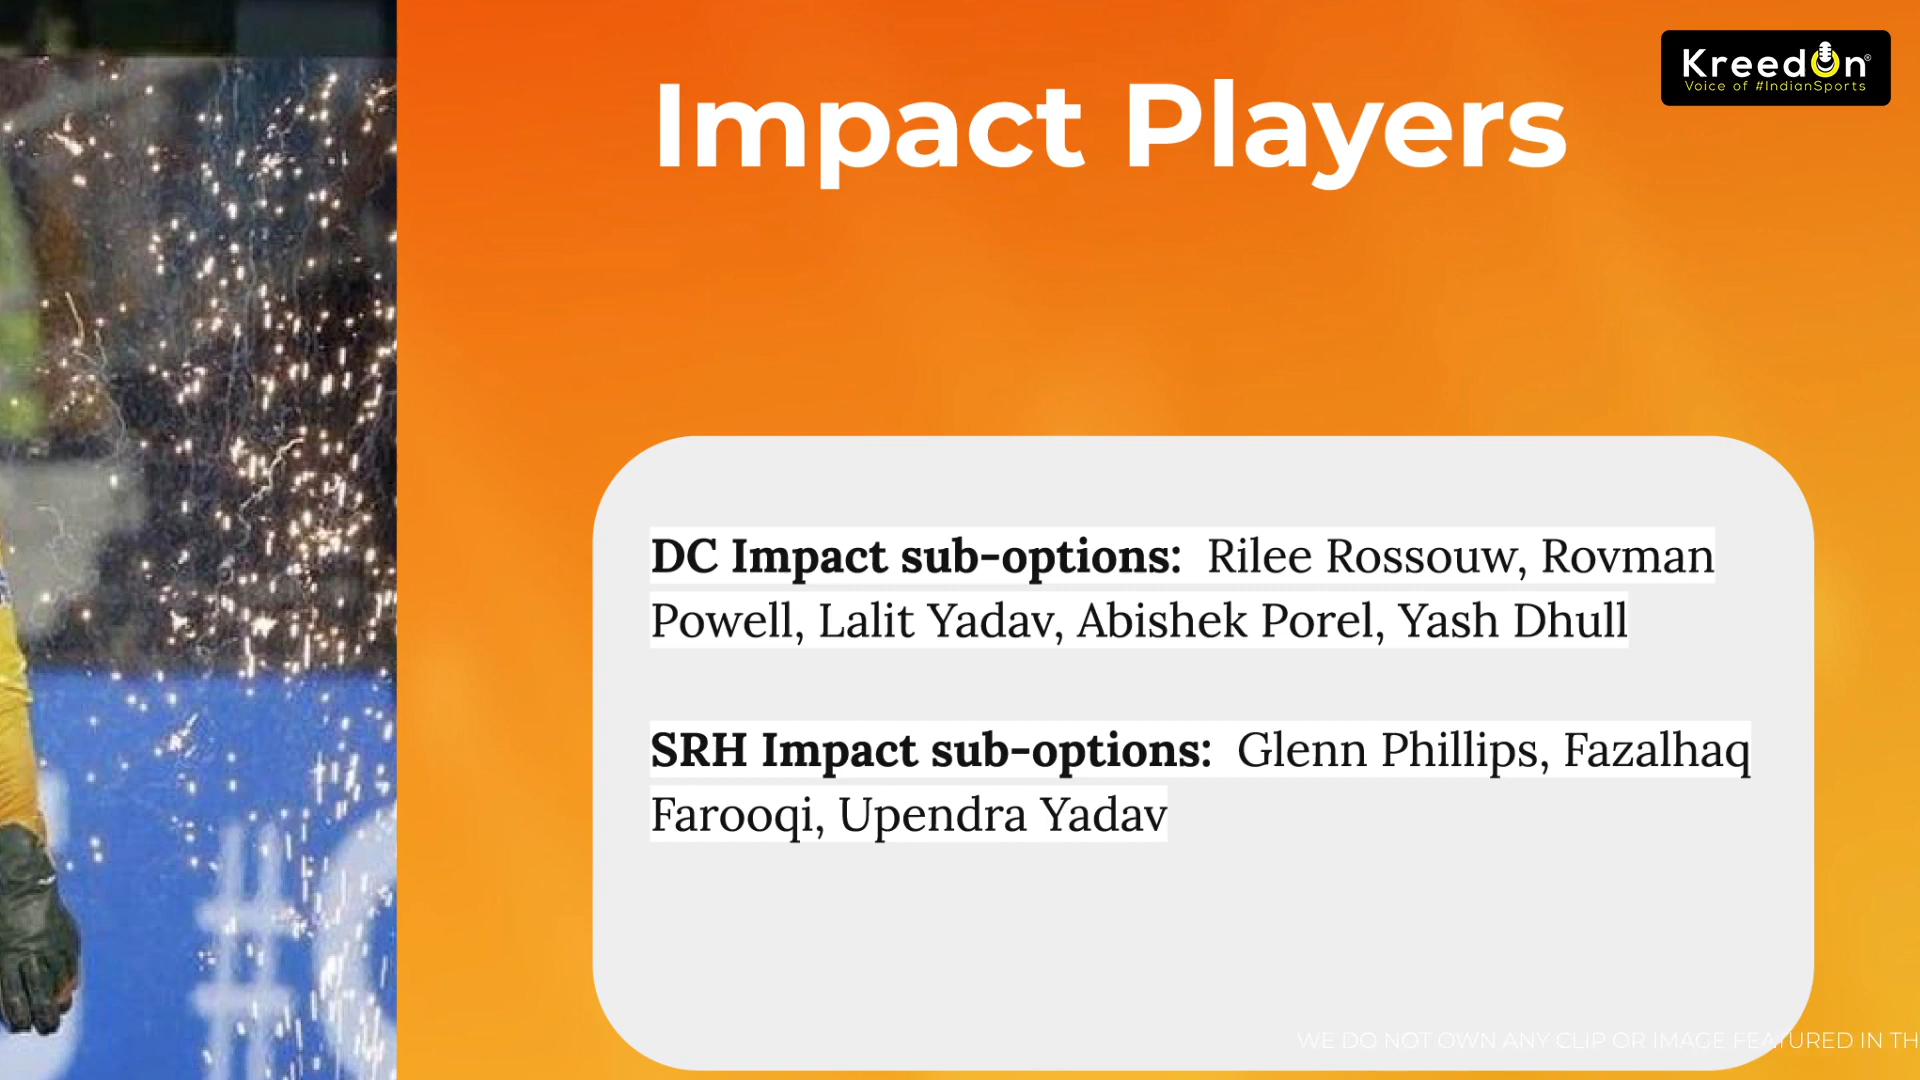 KreedOn®
Voice of #IndianSports
Impact Players
DC Impact sub-options: Rilee Rossouw, Rovman
Powell, Lalit Yadav, Abishek Porel, Yash Dhull
SRH Impact sub-options: Glenn Phillips, Fazalhaq
Farooqi, Upendra Yadav
#
WE DO NOT OWN ANY CLIP OR IMAGE FEATURED IN TH